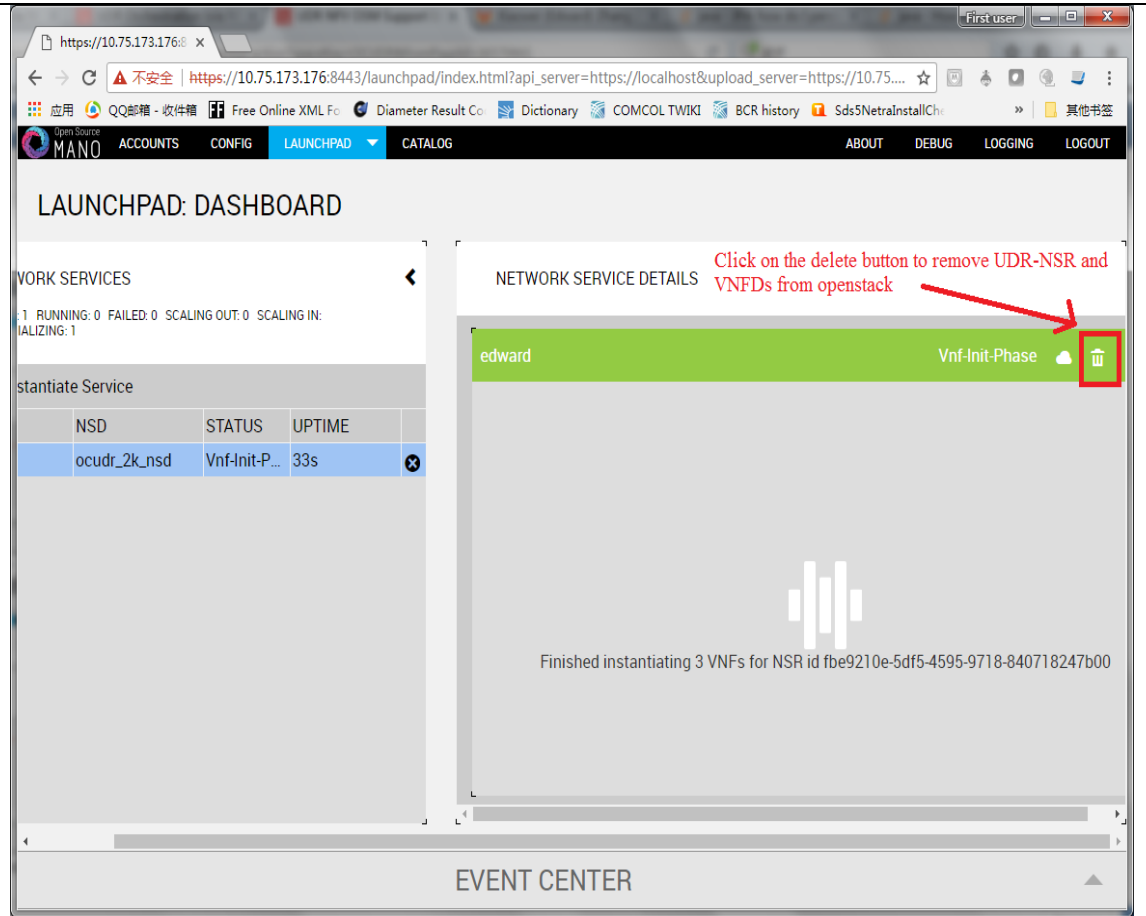 First user
https://10.75.173.176:8
不安全 | https://10.75.173.176:8443/launchpad/index.html?api_server=https://localhost&upload_server=https://10.75....
应用 QQ邮箱 - 收件箱 Free Online XML Fo Diameter Result Co Dictionary COMCOL TWIKI BCR history Sds5NetraInstallChe » 其他书签
Open Source
MANO ACCOUNTS CONFIG LAUNCHPAD CATALOG ABOUT DEBUG LOGGING LOGOUT
LAUNCHPAD: DASHBOARD
WORK SERVICES
: 1 RUNNING: 0 FAILED: 0 SCALING OUT: 0 SCALING IN:
IALIZING: 1
NETWORK SERVICE DETAILS
Click on the delete button to remove UDR-NSR and
VNFDs from openstack
edward Vnf-Init-Phase
stantiate Service
NSD STATUS UPTIME
ocudr_2k_nsd Vnf-Init-P... 33s
Finished instantiating 3 VNFs for NSR id fbe9210e-5df5-4595-9718-840718247b00
EVENT CENTER